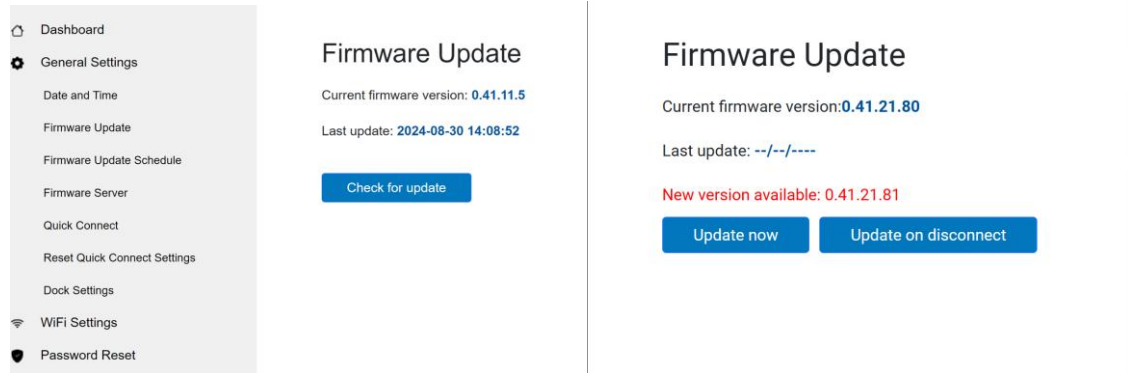 Dashboard
General Settings
Date and Time
Firmware Update
Firmware Update Schedule
Firmware Server
Quick Connect
Reset Quick Connect Settings
Dock Settings
WiFi Settings
Password Reset
Firmware Update
Current firmware version: 0.41.11.5
Last update: 2024-08-30 14:08:52
Check for update
Firmware Update
Current firmware version:0.41.21.80
Last update: --/--/----
New version available: 0.41.21.81
Update now
Update on disconnect